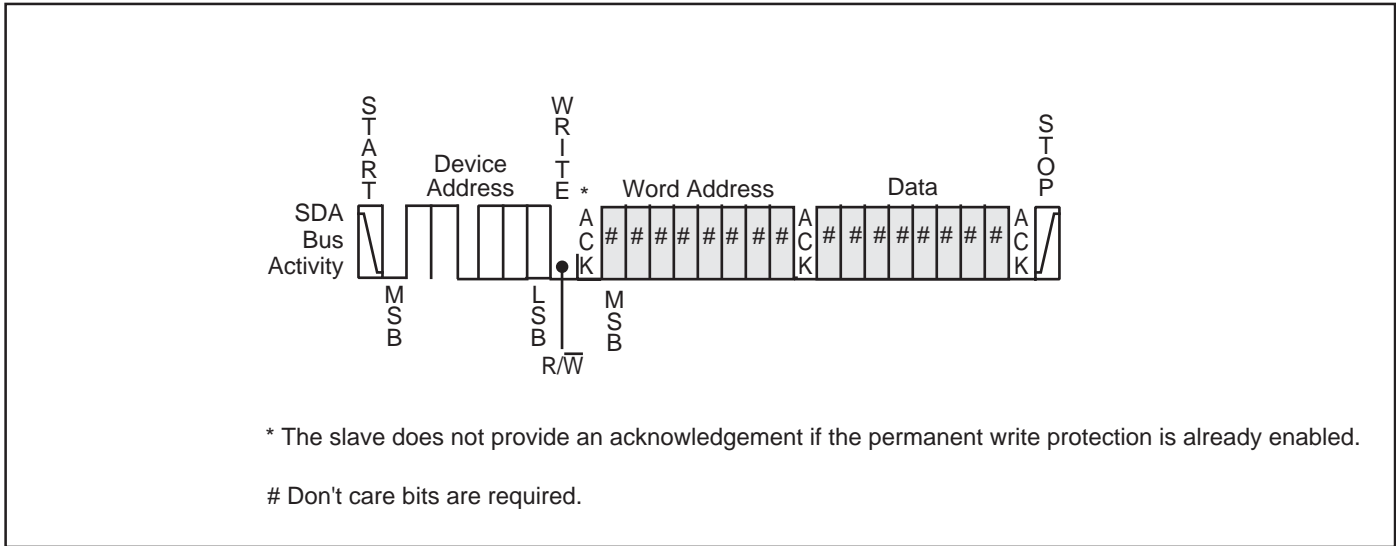 START
WRITE
STOP
Device
Address
*
Word Address
Data
SDA
Bus
Activity
ACK
# # # # # # # #
ACK
# # # # # # # #
ACK
MSB
LSB
MSB
R/W̅
* The slave does not provide an acknowledgement if the permanent write protection is already enabled.
# Don't care bits are required.